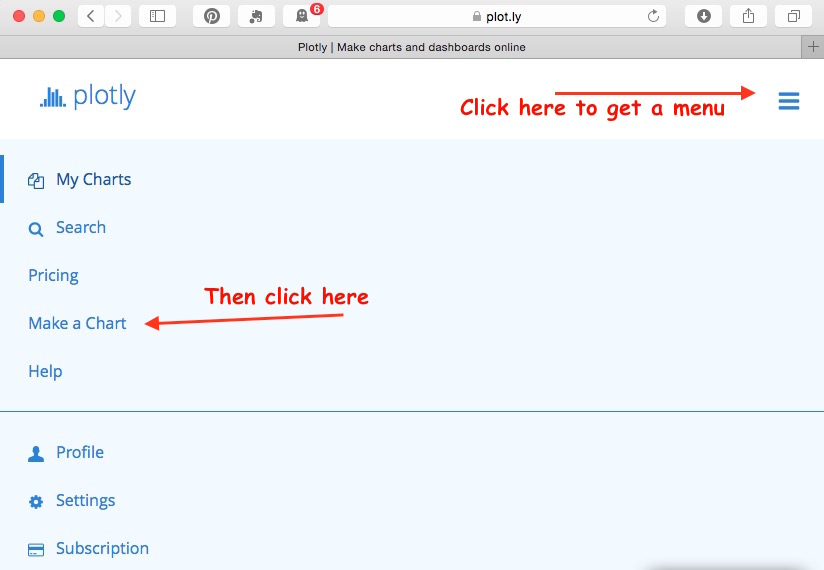 6
plot.ly
Plotly | Make charts and dashboards online
plotly
Click here to get a menu
My Charts
Search
Pricing
Then click here
Make a Chart
Help
Profile
Settings
Subscription